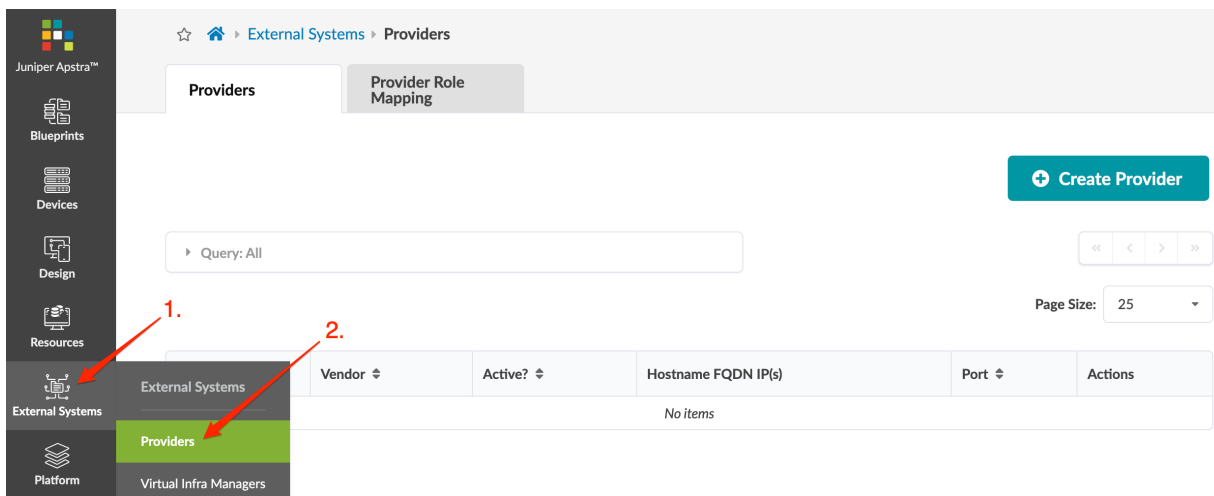 Juniper Apstra™
Blueprints
Devices
Design
Resources
External Systems
Platform
External Systems Providers
Providers
Provider Role
Mapping
Create Provider
Query: All
Page Size: 25
1.
2.
Vendor Active? Hostname FQDN IP(s) Port Actions
No items
External Systems
Providers
Virtual Infra Managers